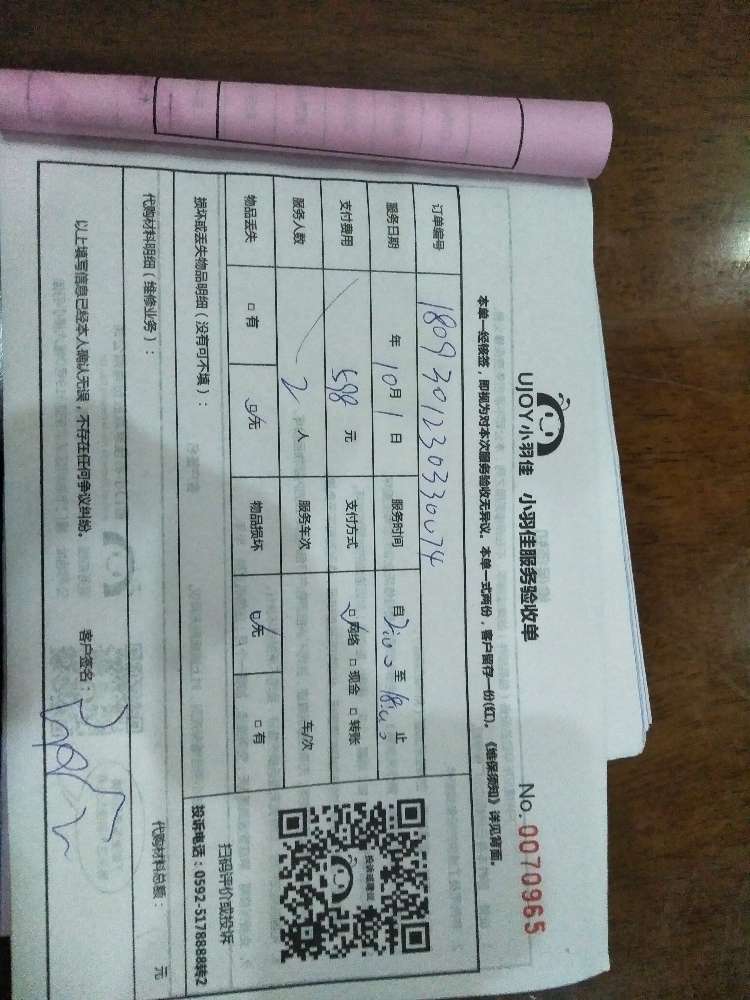 UJOY小羽佳 小羽佳服务验收单 No. 0070965
本单一经核签，即视为对本次服务验收无异议。本单一式两份，客户留存一份(红)。《维保须知》详见背面。
订单编号 180930123033074
服务日期 年 10月 1 日 服务时间 自 至 18:00 止
支付费用 598 元 支付方式 ☑网络 □现金 □转账
服务人数 2 人 服务车次 车/次
物品丢失 □有 ☑无 物品损坏 ☑无 □有
损坏或丢失物品明细（没有可不填）：
投诉建议
扫码评价或投诉
投诉电话：0592-5178888转2
代购材料明细（维修业务）： 代购材料总额： 元
以上填写信息已经本人确认无误，不存在任何争议纠纷。 客户签名：